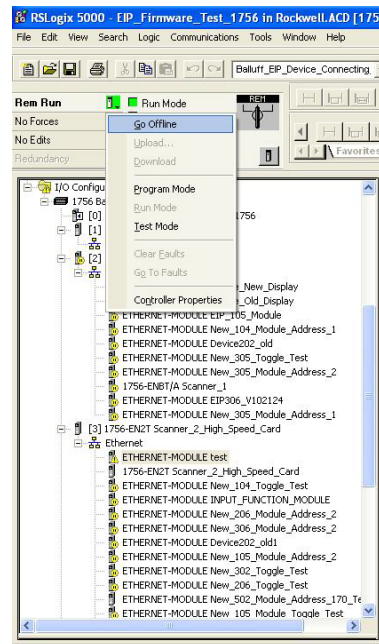 RSLogix 5000 - EIP_Firmware_Test_1756 in Rockwell.ACD [175
File Edit View Search Logic Communications Tools Window Help
Balluff_EIP_Device_Connecting.
Rem Run
Run Mode
REM
No Forces
Go Offline
No Edits
Upload...
Favorites
Redundancy
Download
I/O Configu
Program Mode
1756 Ba
Run Mode
[0]
1756
Test Mode
[1]
Clear Faults
[2]
Go To Faults
_New_Display
Controller Properties
_Old_Display
ETHERNET-MODULE EIP_105_Module
ETHERNET-MODULE New_104_Module_Address_1
ETHERNET-MODULE Device202_old
ETHERNET-MODULE New_305_Toggle_Test
ETHERNET-MODULE New_305_Module_Address_2
1756-ENBT/A Scanner_1
ETHERNET-MODULE EIP306_V102124
ETHERNET-MODULE New_305_Module_Address_1
[3] 1756-EN2T Scanner_2_High_Speed_Card
Ethernet
ETHERNET-MODULE test
1756-EN2T Scanner_2_High_Speed_Card
ETHERNET-MODULE New_104_Toggle_Test
ETHERNET-MODULE INPUT_FUNCTION_MODULE
ETHERNET-MODULE New_206_Module_Address_2
ETHERNET-MODULE New_306_Module_Address_2
ETHERNET-MODULE Device202_old1
ETHERNET-MODULE New_105_Module_Address_2
ETHERNET-MODULE New_302_Toggle_Test
ETHERNET-MODULE New_206_Toggle_Test
ETHERNET-MODULE New_502_Module_Address_170_Te
ETHERNET-MODULE New_105_Module_Toggle_Test